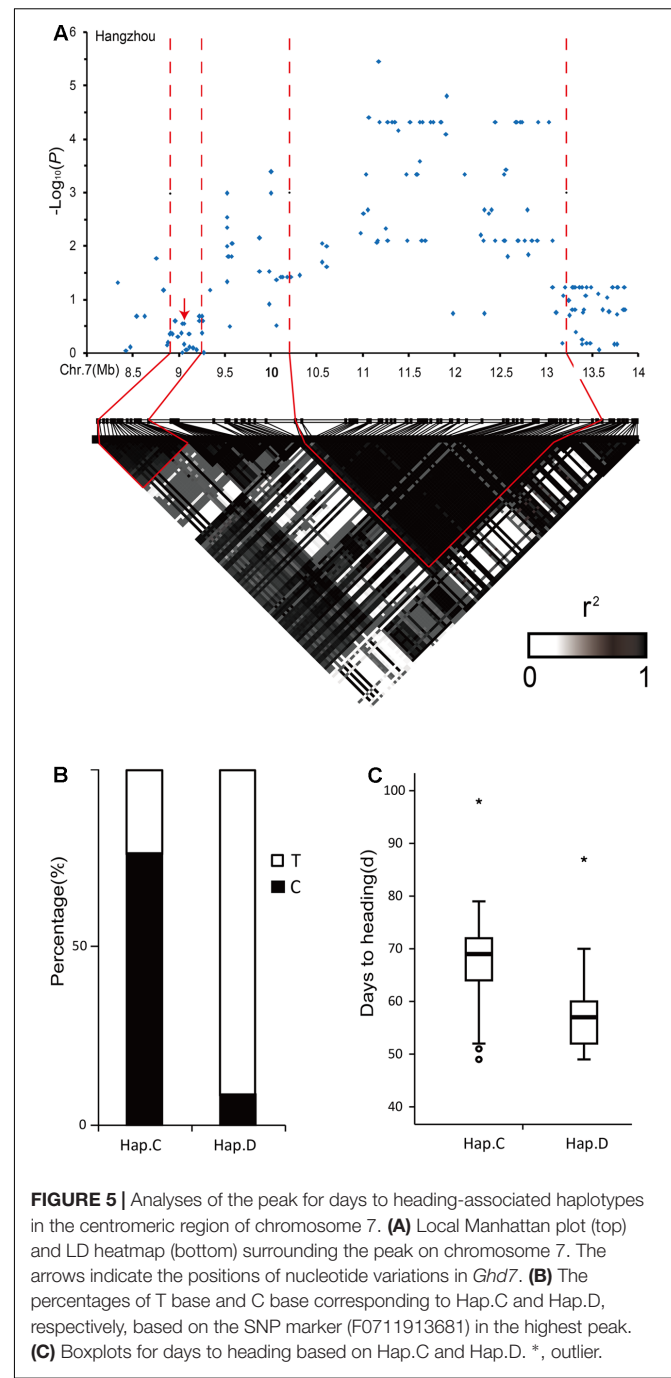 A
Hangzhou
6
5
4
3
2
1
0
-Log₁₀(P)
Chr.7(Mb)
8.5 9 9.5 10 10.5 11 11.5 12 12.5 13 13.5 14
r²
0 1
B
Percentage(%)
50
0
Hap.C Hap.D
T
C
C
Days to heading(d)
100
90
80
70
60
50
40
*
*
Hap.C Hap.D
FIGURE 5 | Analyses of the peak for days to heading-associated haplotypes
in the centromeric region of chromosome 7. (A) Local Manhattan plot (top)
and LD heatmap (bottom) surrounding the peak on chromosome 7. The
arrows indicate the positions of nucleotide variations in Ghd7. (B) The
percentages of T base and C base corresponding to Hap.C and Hap.D,
respectively, based on the SNP marker (F0711913681) in the highest peak.
(C) Boxplots for days to heading based on Hap.C and Hap.D. *, outlier.